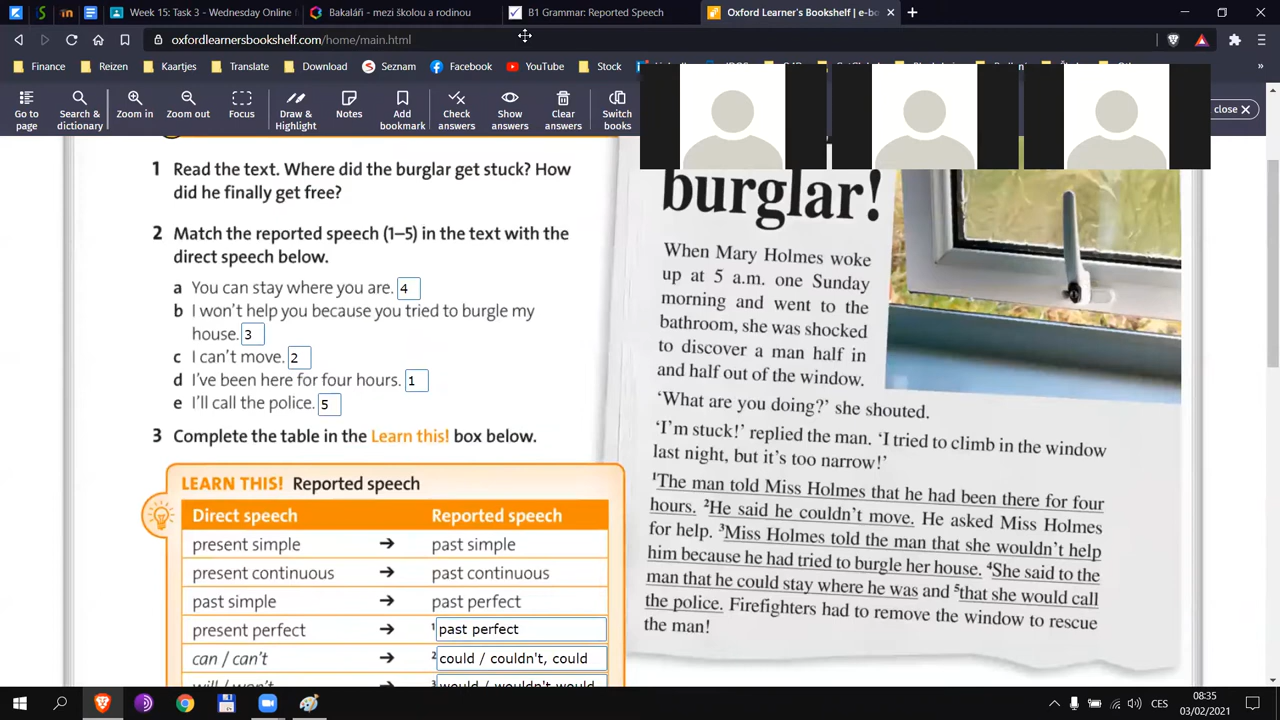 Week 15: Task 3 - Wednesday Online
Bakaláři - mezi školou a rodinou
B1 Grammar: Reported Speech
Oxford Learner's Bookshelf | e-bo
oxfordlearnersbookshelf.com/home/main.html
Finance Reizen Kaartjes Translate Download Seznam Facebook YouTube Stock
Go to page
Search & dictionary
Zoom in
Zoom out
Focus
Draw & Highlight
Notes
Add bookmark
Check answers
Show answers
Clear answers
Switch books
close
1 Read the text. Where did the burglar get stuck? How
did he finally get free?
2 Match the reported speech (1–5) in the text with the
direct speech below.
a You can stay where you are. 4
b I won't help you because you tried to burgle my
house. 3
c I can't move. 2
d I've been here for four hours. 1
e I'll call the police. 5
3 Complete the table in the Learn this! box below.
LEARN THIS! Reported speech
Direct speech Reported speech
present simple → past simple
present continuous → past continuous
past simple → past perfect
present perfect → 1 past perfect
can / can't → 2 could / couldn't, could
will / won't → 3 would / wouldn't would
burglar!
When Mary Holmes woke
up at 5 a.m. one Sunday
morning and went to the
bathroom, she was shocked
to discover a man half in
and half out of the window.
'What are you doing?' she shouted.
'I'm stuck!' replied the man. 'I tried to climb in the window
last night, but it's too narrow!'
1The man told Miss Holmes that he had been there for four
hours. 2He said he couldn't move. He asked Miss Holmes
for help. 3Miss Holmes told the man that she wouldn't help
him because he had tried to burgle her house. 4She said to the
man that he could stay where he was and 5that she would call
the police. Firefighters had to remove the window to rescue
the man!
CES
08:35
03/02/2021